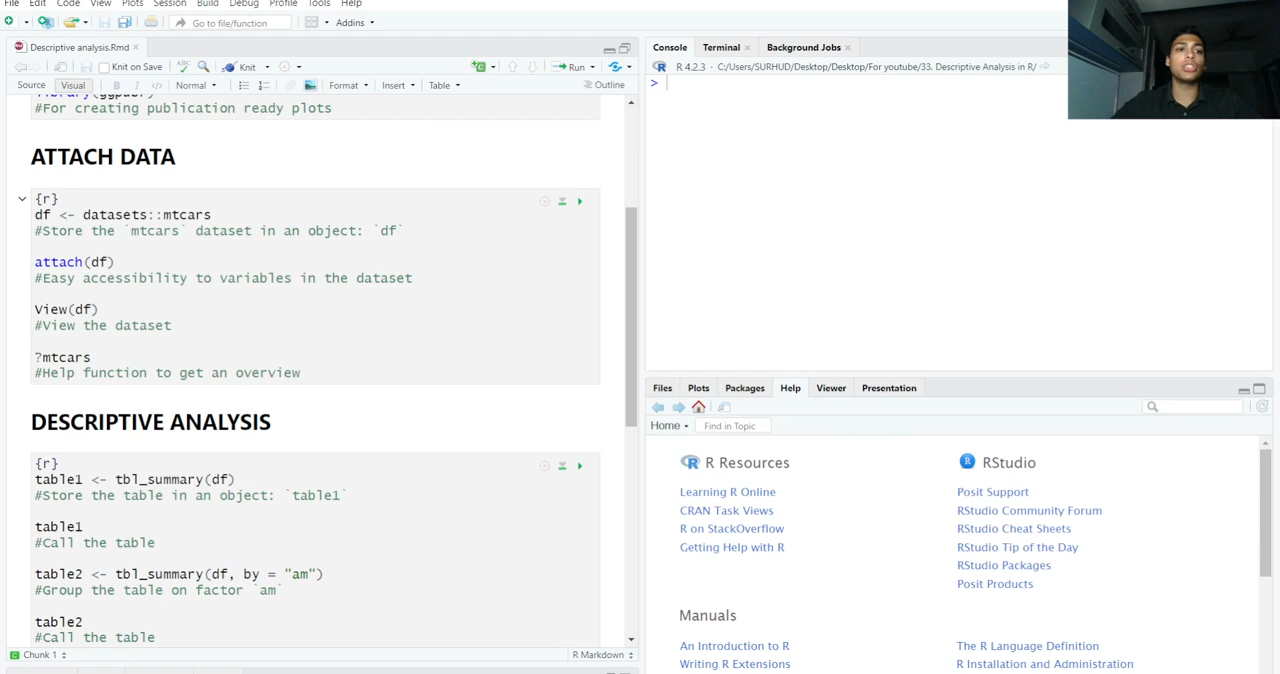 File Edit Code View Plots Session Build Debug Profile Tools Help
Go to file/function Addins
Descriptive analysis.Rmd
Knit on Save ABC Knit Run
Source Visual B I Normal Format Insert Table Outline
library(ggpubr)
#For creating publication ready plots
ATTACH DATA
{r}
df <- datasets::mtcars
#Store the `mtcars` dataset in an object: `df`
attach(df)
#Easy accessibility to variables in the dataset
View(df)
#View the dataset
?mtcars
#Help function to get an overview
DESCRIPTIVE ANALYSIS
{r}
table1 <- tbl_summary(df)
#Store the table in an object: `table1`
table1
#Call the table
table2 <- tbl_summary(df, by = "am")
#Group the table on factor `am`
table2
#Call the table
Chunk 1 R Markdown
Console Terminal Background Jobs
R 4.2.3 · C:/Users/SURHUD/Desktop/Desktop/For youtube/33. Descriptive Analysis in R/
>
Files Plots Packages Help Viewer Presentation
Home Find in Topic
R Resources
Learning R Online
CRAN Task Views
R on StackOverflow
Getting Help with R
RStudio
Posit Support
RStudio Community Forum
RStudio Cheat Sheets
RStudio Tip of the Day
RStudio Packages
Posit Products
Manuals
An Introduction to R
Writing R Extensions
The R Language Definition
R Installation and Administration